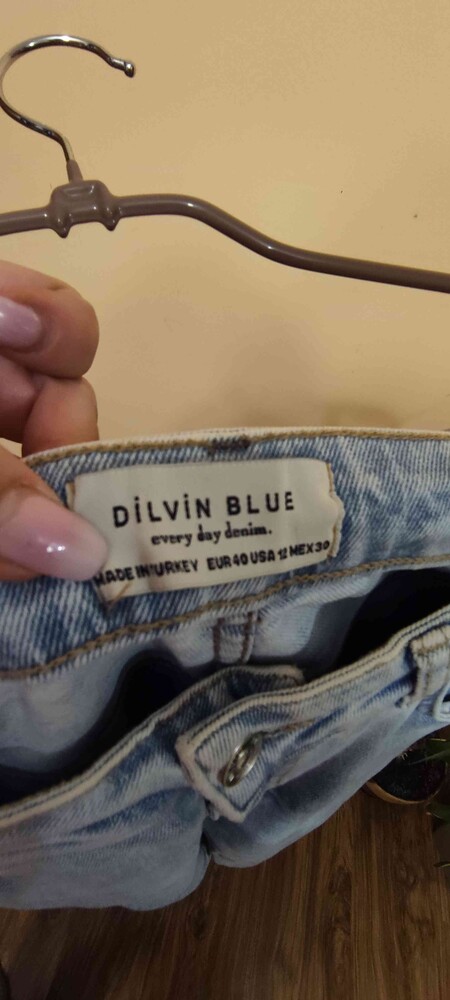 DİLVİN BLUE
every day denim.
MADE IN TURKEY EUR 40 USA 12 MEX 30